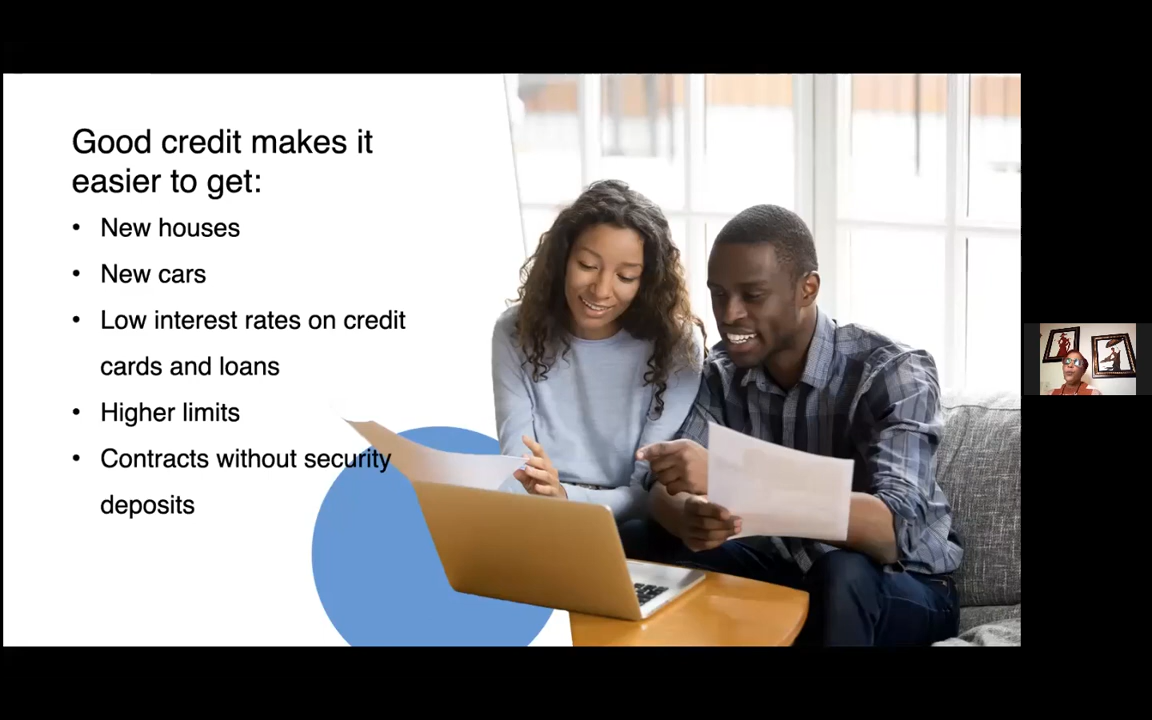 Good credit makes it
easier to get:
• New houses
• New cars
• Low interest rates on credit
cards and loans
• Higher limits
• Contracts without security
deposits